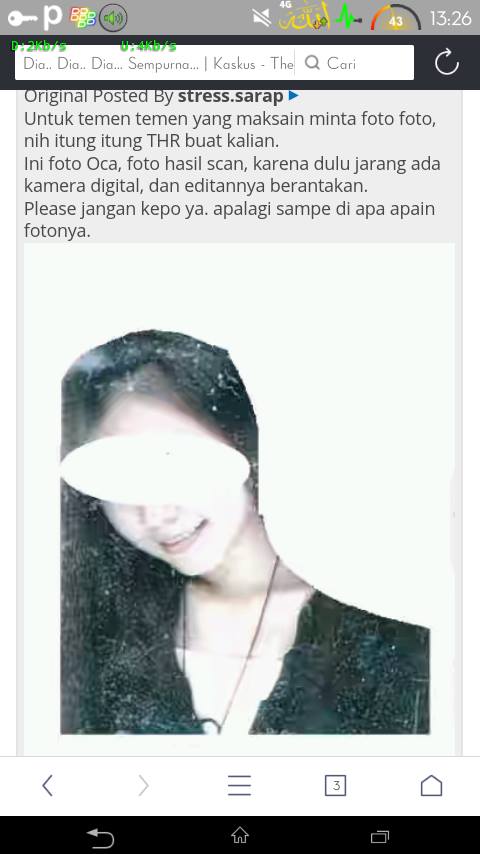 4G
الله
43
13:26
D:2Kb/s U:4Kb/s
Dia.. Dia.. Dia... Sempurna... | Kaskus - The
Cari
Original Posted By stress.sarap
Untuk temen temen yang maksain minta foto foto,
nih itung itung THR buat kalian.
Ini foto Oca, foto hasil scan, karena dulu jarang ada
kamera digital, dan editannya berantakan.
Please jangan kepo ya. apalagi sampe di apa apain
fotonya.
3